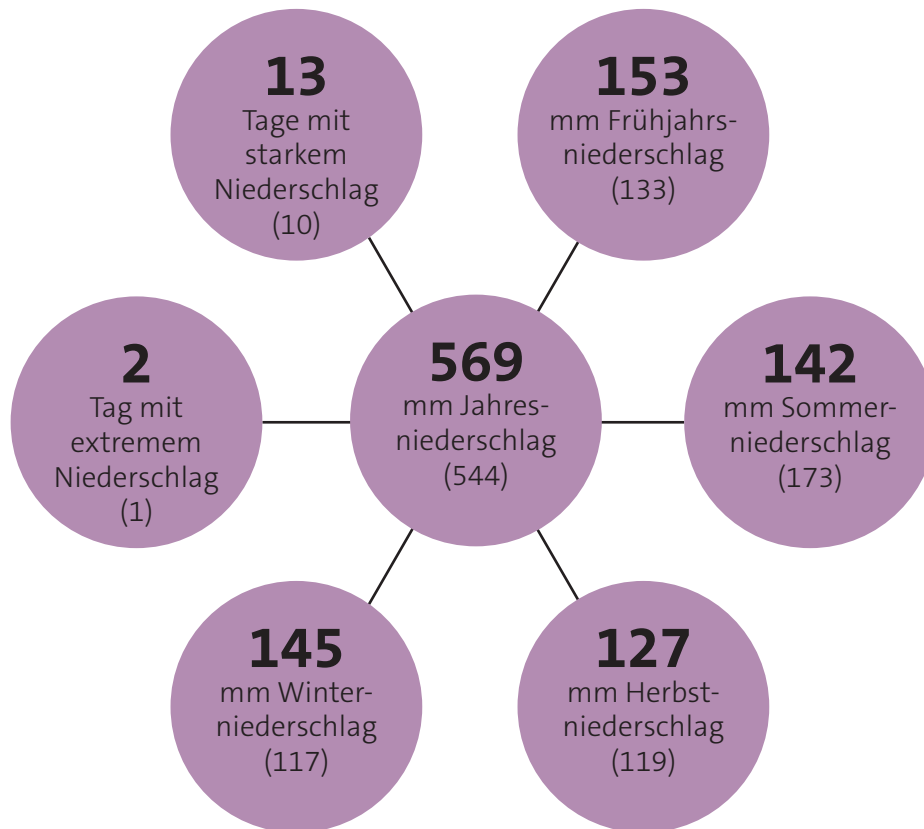 13
Tage mit
starkem
Niederschlag
(10)
153
mm Frühjahrs-
niederschlag
(133)
2
Tag mit
extremem
Niederschlag
(1)
569
mm Jahres-
niederschlag
(544)
142
mm Sommer-
niederschlag
(173)
145
mm Winter-
niederschlag
(117)
127
mm Herbst-
niederschlag
(119)